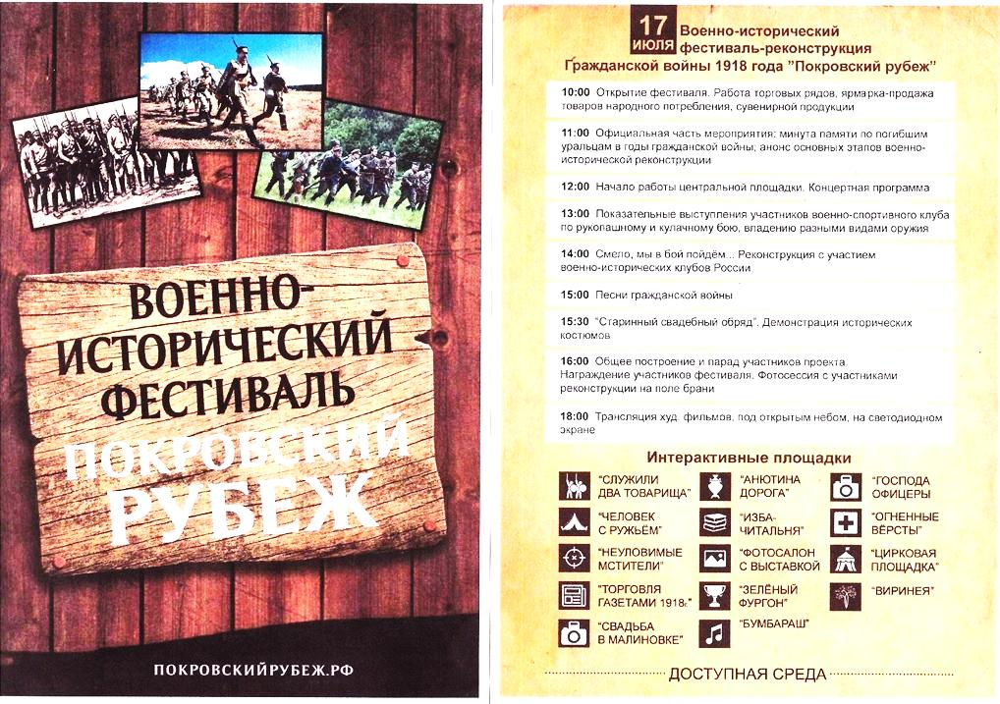 ВОЕННО-
ИСТОРИЧЕСКИЙ
ФЕСТИВАЛЬ
ПОКРОВСКИЙ
РУБЕЖ
ПОКРОВСКИЙРУБЕЖ.РФ
17
ИЮЛЯ
Военно-исторический
фестиваль-реконструкция
Гражданской войны 1918 года "Покровский рубеж"
10:00 Открытие фестиваля. Работа торговых рядов, ярмарка-продажа
товаров народного потребления, сувенирной продукции
11:00 Официальная часть мероприятия: минута памяти по погибшим
уральцам в годы гражданской войны; анонс основных этапов военно-
исторической реконструкции
12:00 Начало работы центральной площадки. Концертная программа
13:00 Показательные выступления участников военно-спортивного клуба
по рукопашному и кулачному бою, владению разными видами оружия
14:00 Смело, мы в бой пойдём... Реконструкция с участием
военно-исторических клубов России
15:00 Песни гражданской войны
15:30 "Старинный свадебный обряд". Демонстрация исторических
костюмов
16:00 Общее построение и парад участников проекта.
Награждение участников фестиваля. Фотосессия с участниками
реконструкции на поле брани
18:00 Трансляция худ. фильмов, под открытым небом, на светодиодном
экране
Интерактивные площадки
"СЛУЖИЛИ
ДВА ТОВАРИЩА"
"ЧЕЛОВЕК
С РУЖЬЁМ"
"НЕУЛОВИМЫЕ
МСТИТЕЛИ"
"ТОРГОВЛЯ
ГАЗЕТАМИ 1918г."
"СВАДЬБА
В МАЛИНОВКЕ"
"АНЮТИНА
ДОРОГА"
"ИЗБА-
ЧИТАЛЬНЯ"
"ФОТОСАЛОН
С ВЫСТАВКОЙ
"ЗЕЛЁНЫЙ
ФУРГОН"
"БУМБАРАШ"
"ГОСПОДА
ОФИЦЕРЫ
"ОГНЕННЫЕ
ВЁРСТЫ"
"ЦИРКОВАЯ
ПЛОЩАДКА"
"ВИРИНЕЯ"
ДОСТУПНАЯ СРЕДА